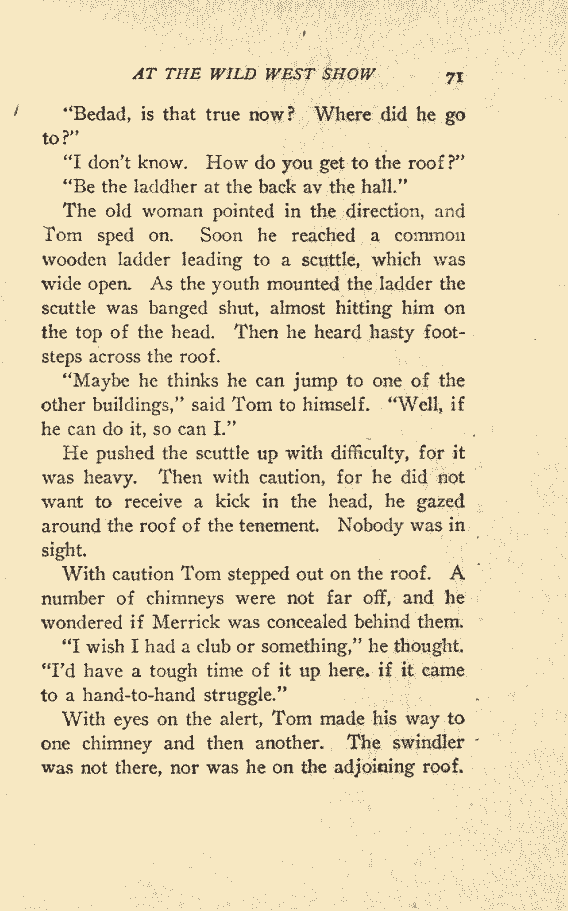 AT THE WILD WEST SHOW 71
"Bedad, is that true now? Where did he go
to?"
"I don't know. How do you get to the roof?"
"Be the laddher at the back av the hall."
The old woman pointed in the direction, and
Tom sped on. Soon he reached a common
wooden ladder leading to a scuttle, which was
wide open. As the youth mounted the ladder the
scuttle was banged shut, almost hitting him on
the top of the head. Then he heard hasty foot-
steps across the roof.
"Maybe he thinks he can jump to one of the
other buildings," said Tom to himself. "Well, if
he can do it, so can I."
He pushed the scuttle up with difficulty, for it
was heavy. Then with caution, for he did not
want to receive a kick in the head, he gazed
around the roof of the tenement. Nobody was in
sight.
With caution Tom stepped out on the roof. A
number of chimneys were not far off, and he
wondered if Merrick was concealed behind them.
"I wish I had a club or something," he thought.
"I'd have a tough time of it up here. if it came
to a hand-to-hand struggle."
With eyes on the alert, Tom made his way to
one chimney and then another. The swindler
was not there, nor was he on the adjoining roof.